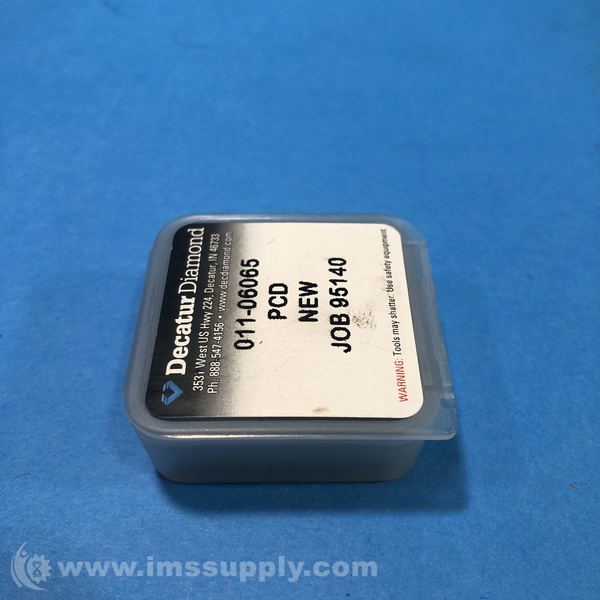 Decatur Diamond
3531 West US Hwy 224, Decatur, IN 46733
Ph: 888-547-4156 • www.decdiamond.com
011-06065
PCD
NEW
JOB 95140
WARNING: Tools may shatter. Use safety equipment.
www.imssupply.com